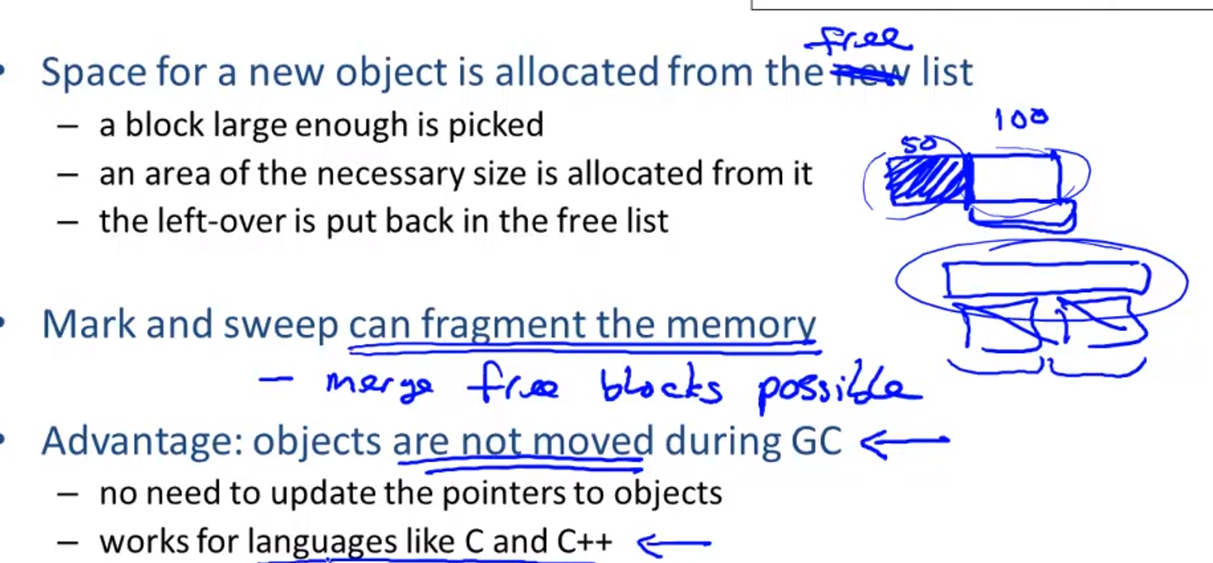 free
• Space for a new object is allocated from the new list
– a block large enough is picked
100
50
– an area of the necessary size is allocated from it
– the left-over is put back in the free list
• Mark and sweep can fragment the memory
– merge free blocks possible
• Advantage: objects are not moved during GC
– no need to update the pointers to objects
– works for languages like C and C++